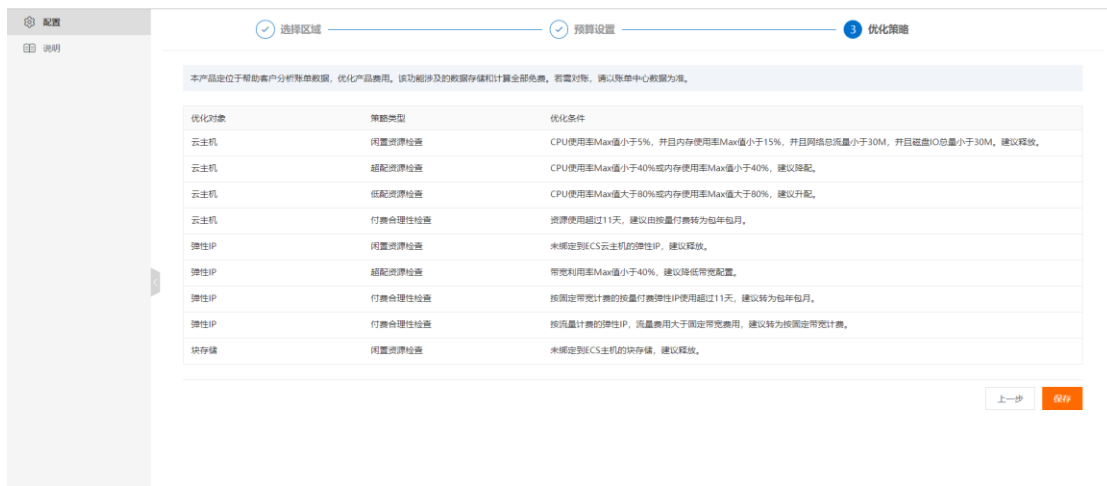 配置
说明
选择区域
预算设置
3 优化策略
本产品定位于帮助客户分析账单数据，优化产品费用。该功能涉及的数据存储和计算全部免费。若需对账，请以账单中心数据为准。
优化对象 策略类型 优化条件
云主机 闲置资源检查 CPU使用率Max值小于5%，并且内存使用率Max值小于15%，并且网络总流量小于30M，并且磁盘IO总量小于30M。建议释放。
云主机 超配资源检查 CPU使用率Max值小于40%或内存使用率Max值小于40%，建议降配。
云主机 低配资源检查 CPU使用率Max值大于80%或内存使用率Max值大于80%，建议升配。
云主机 付费合理性检查 资源使用超过11天，建议由按量付费转为包年包月。
弹性IP 闲置资源检查 未绑定到ECS云主机的弹性IP，建议释放。
弹性IP 超配资源检查 带宽利用率Max值小于40%，建议降低带宽配置。
弹性IP 付费合理性检查 按固定带宽计费的按量付费弹性IP使用超过11天，建议转为包年包月。
弹性IP 付费合理性检查 按流量计费的弹性IP，流量费用大于固定带宽费用，建议转为按固定带宽计费。
块存储 闲置资源检查 未绑定到ECS主机的块存储，建议释放。
上一步 保存